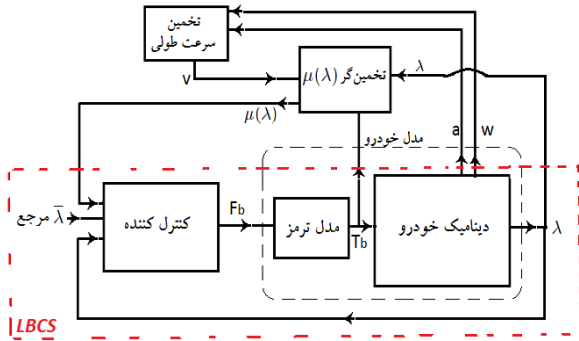 تخمین
سرعت طولی
v
تخمین‌گر μ(λ)
λ
μ(λ)
مدل خودرو
a
w
مرجع λ̄
کنترل کننده
Fb
مدل ترمز
Tb
دینامیک خودرو
λ
LBCS